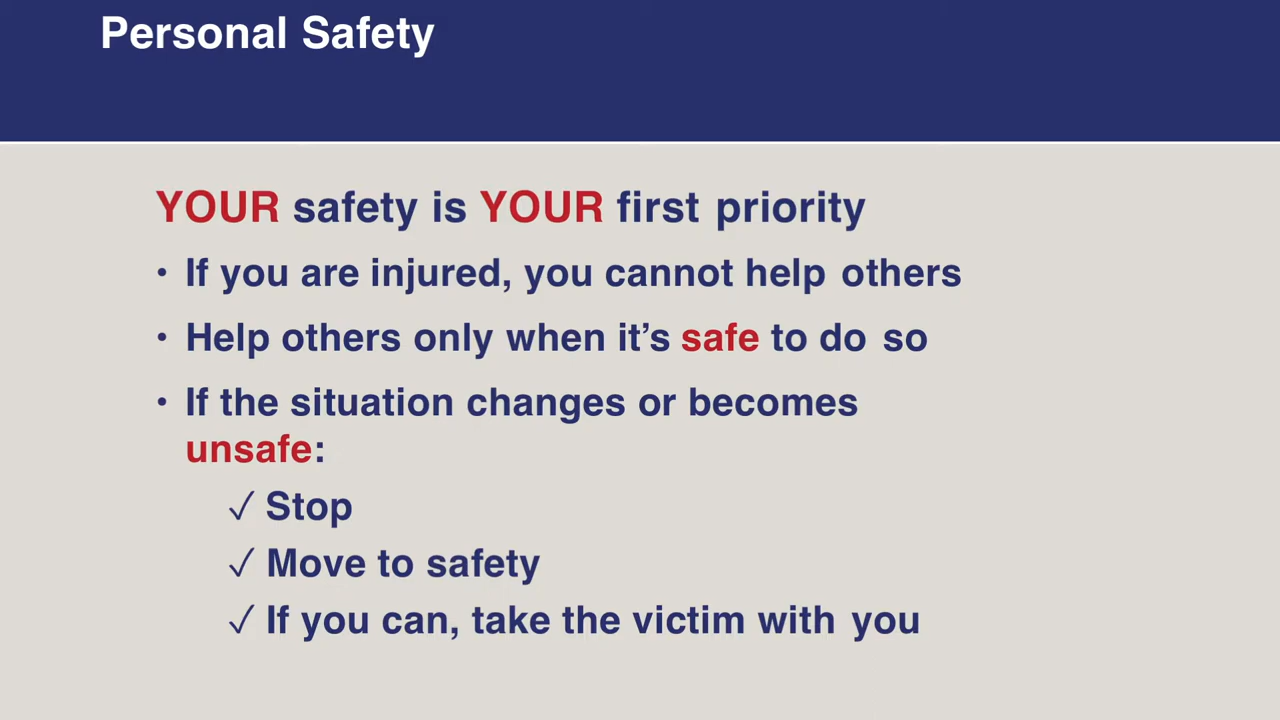 Personal Safety
YOUR safety is YOUR first priority
• If you are injured, you cannot help others
• Help others only when it’s safe to do so
• If the situation changes or becomes
unsafe:
✓ Stop
✓ Move to safety
✓ If you can, take the victim with you